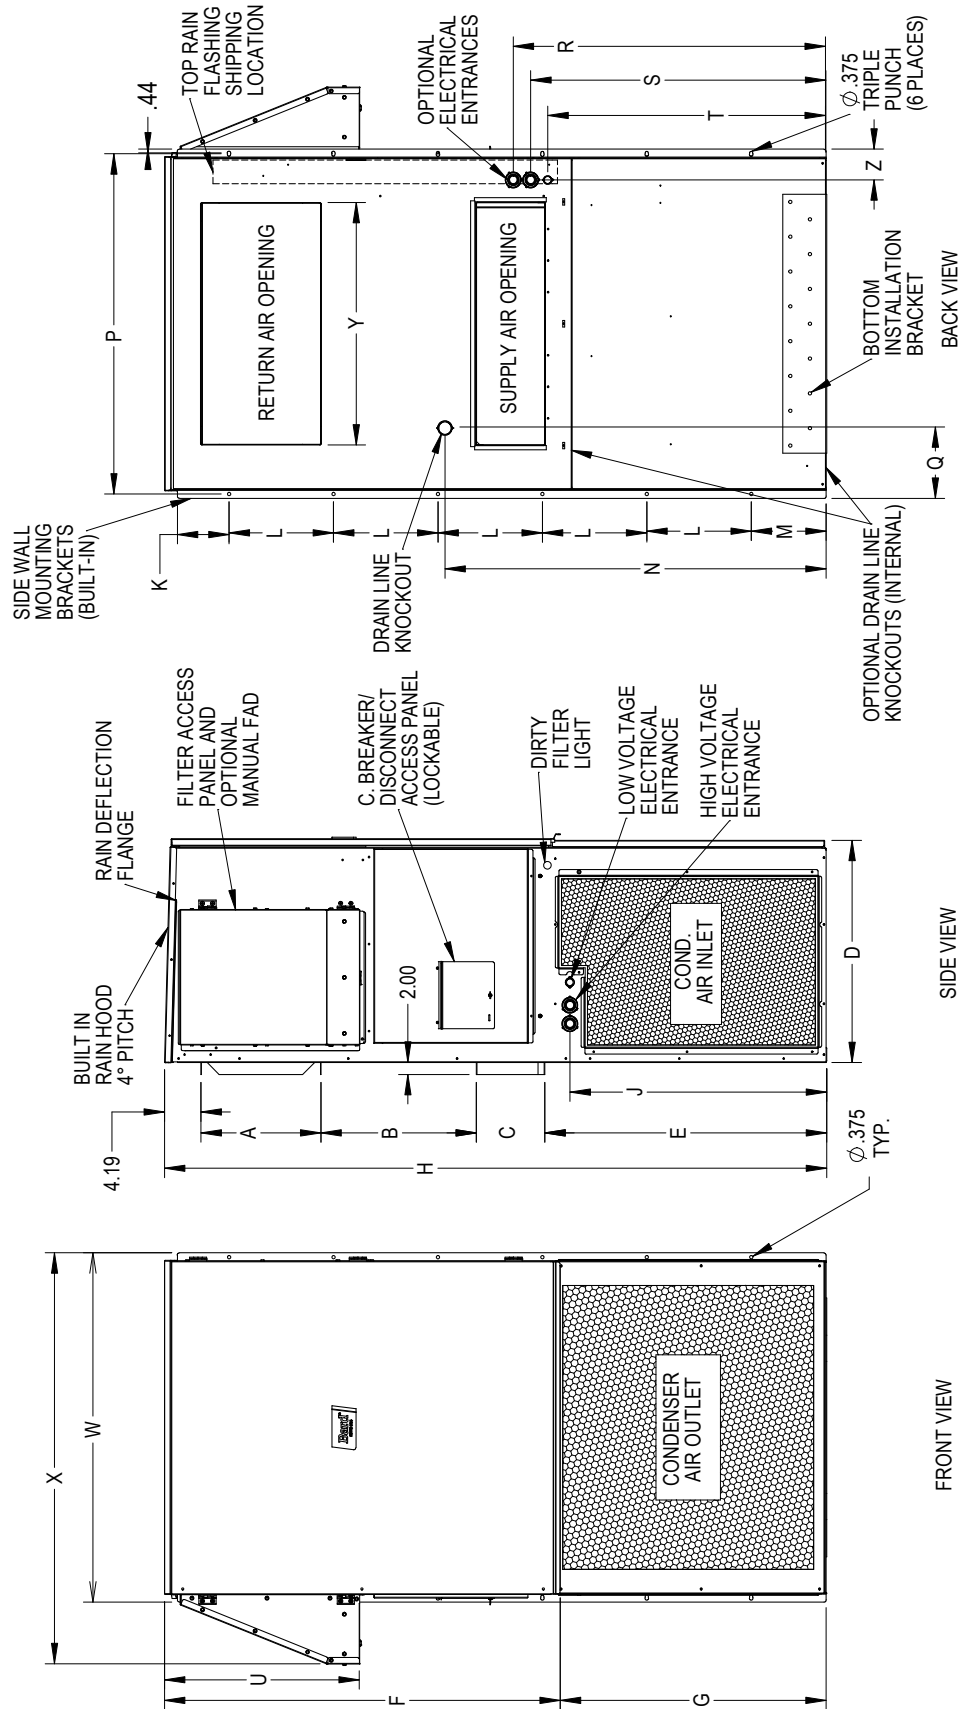 X
W
U
F
G
Bard
CONDENSER
AIR OUTLET
Ø.375
TYP.
FRONT VIEW
BUILT IN
RAIN HOOD
4° PITCH
RAIN DEFLECTION
FLANGE
FILTER ACCESS
PANEL AND
OPTIONAL
MANUAL FAD
C. BREAKER/
DISCONNECT
ACCESS PANEL
(LOCKABLE)
DIRTY
FILTER
LIGHT
LOW VOLTAGE
ELECTRICAL
ENTRANCE
HIGH VOLTAGE
ELECTRICAL
ENTRANCE
4.19
2.00
A
B
C
E
H
J
D
COND.
AIR INLET
SIDE VIEW
SIDE WALL
MOUNTING
BRACKETS
(BUILT-IN)
K
L
L
L
L
L
M
N
P
.44
TOP RAIN
FLASHING
SHIPPING
LOCATION
RETURN AIR OPENING
Y
DRAIN LINE
KNOCKOUT
SUPPLY AIR OPENING
OPTIONAL
ELECTRICAL
ENTRANCES
R
S
T
Z
Ø.375
TRIPLE
PUNCH
(6 PLACES)
Q
OPTIONAL DRAIN LINE
KNOCKOUTS (INTERNAL)
BOTTOM
INSTALLATION
BRACKET
BACK VIEW